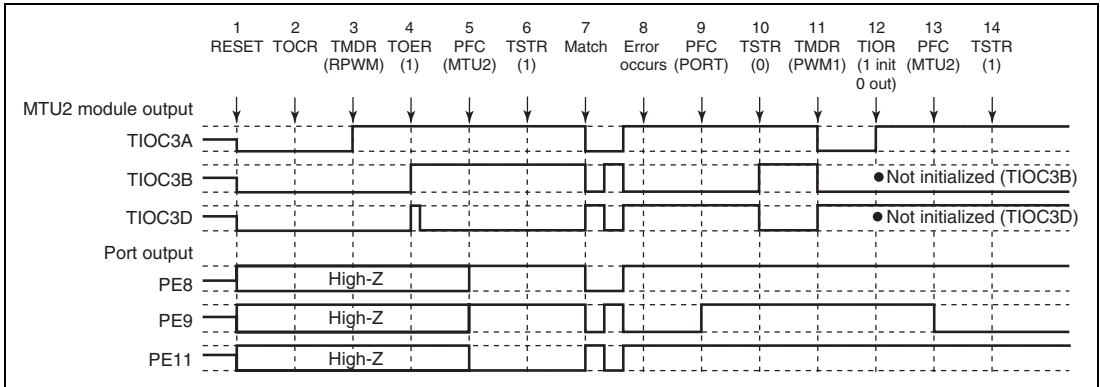 1 2 3 4 5 6 7 8 9 10 11 12 13 14
RESET TOCR TMDR TOER PFC TSTR Match Error PFC TSTR TMDR TIOR PFC TSTR
(RPWM) (1) (MTU2) (1) occurs (PORT) (0) (PWM1) (1 init (MTU2) (1)
0 out)
MTU2 module output
TIOC3A
TIOC3B
● Not initialized (TIOC3B)
TIOC3D
● Not initialized (TIOC3D)
Port output
PE8
High-Z
PE9
High-Z
PE11
High-Z